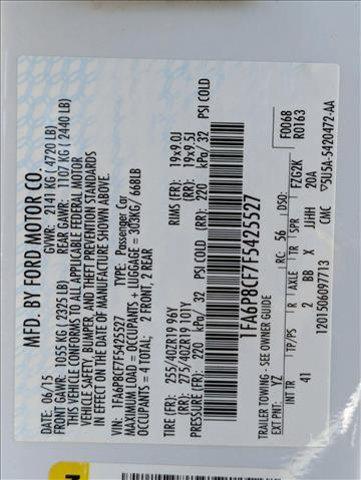 MFD. BY FORD MOTOR CO.
DATE: 06/15 GVWR: 2141 KG ( 4720 LB)
FRONT GAWR: 1055 KG ( 2325 LB) REAR GAWR: 1107 KG ( 2440 LB)
THIS VEHICLE CONFORMS TO ALL APPLICABLE FEDERAL MOTOR
VEHICLE SAFETY, BUMPER, AND THEFT PREVENTION STANDARDS
IN EFFECT ON THE DATE OF MANUFACTURE SHOWN ABOVE.
VIN: 1FA6P8CF7F5425527 TYPE: Passenger Car
MAXIMUM LOAD = OCCUPANTS + LUGGAGE = 303KG/ 668LB
OCCUPANTS = 4 TOTAL; 2 FRONT, 2 REAR
TIRE (FR): 255/40ZR19 96Y RIMS (FR): 19x9.0J
(RR): 275/40ZR19 101Y (RR): 19x9.5J
PRESSURE (FR): 220 kPa/ 32 PSI COLD (RR): 220 kPa/ 32 PSI COLD
1FA6P8CF7F5425527
TRAILER TOWING - SEE OWNER GUIDE
EXT PNT: YZ RC: 56 DSO: F0D68
R0163
INT TR TP/PS R AXLE TR SPR FZG2K
41 2 BB X JJHH 20A
1201506097713 CMC 5U5A-5420472-AA